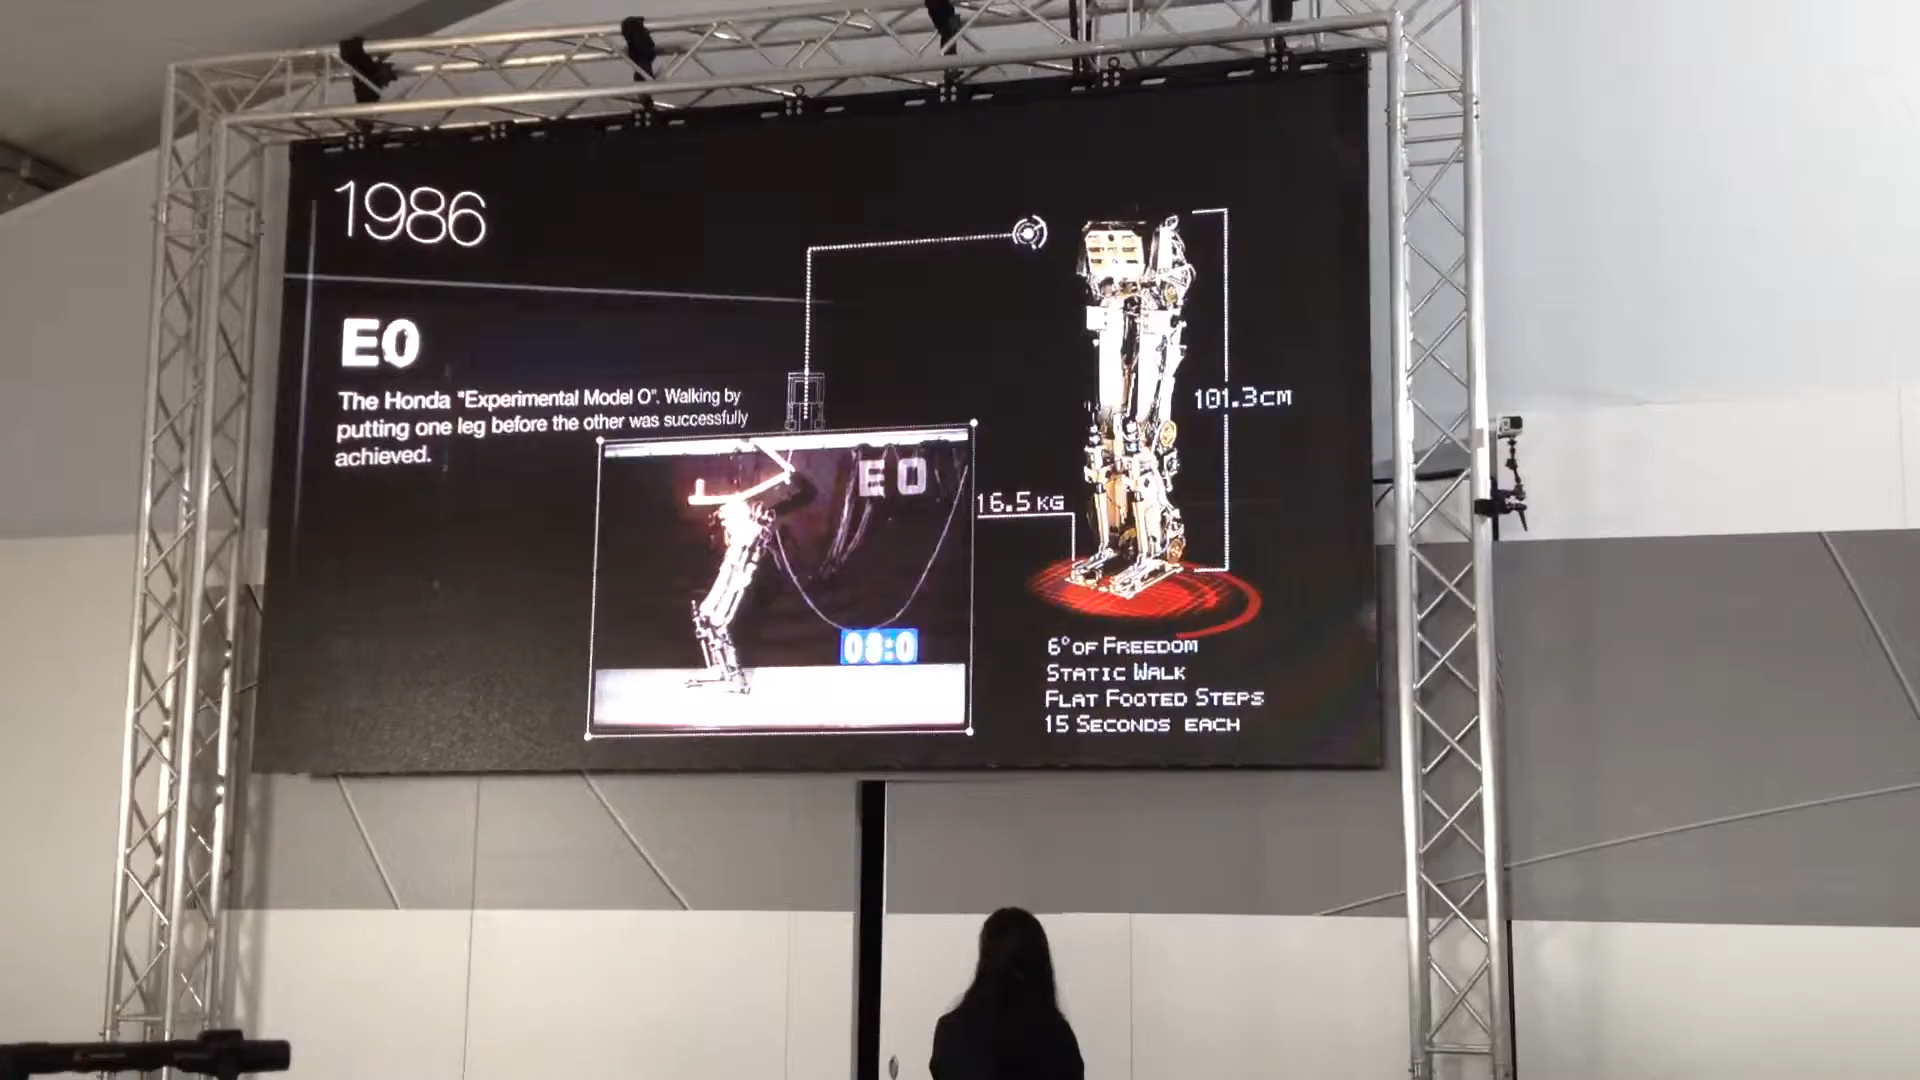 1986
E0
The Honda "Experimental Model 0". Walking by
putting one leg before the other was successfully
achieved.
E0
08:0
101.3cm
16.5 KG
6° OF FREEDOM
STATIC WALK
FLAT FOOTED STEPS
15 SECONDS EACH